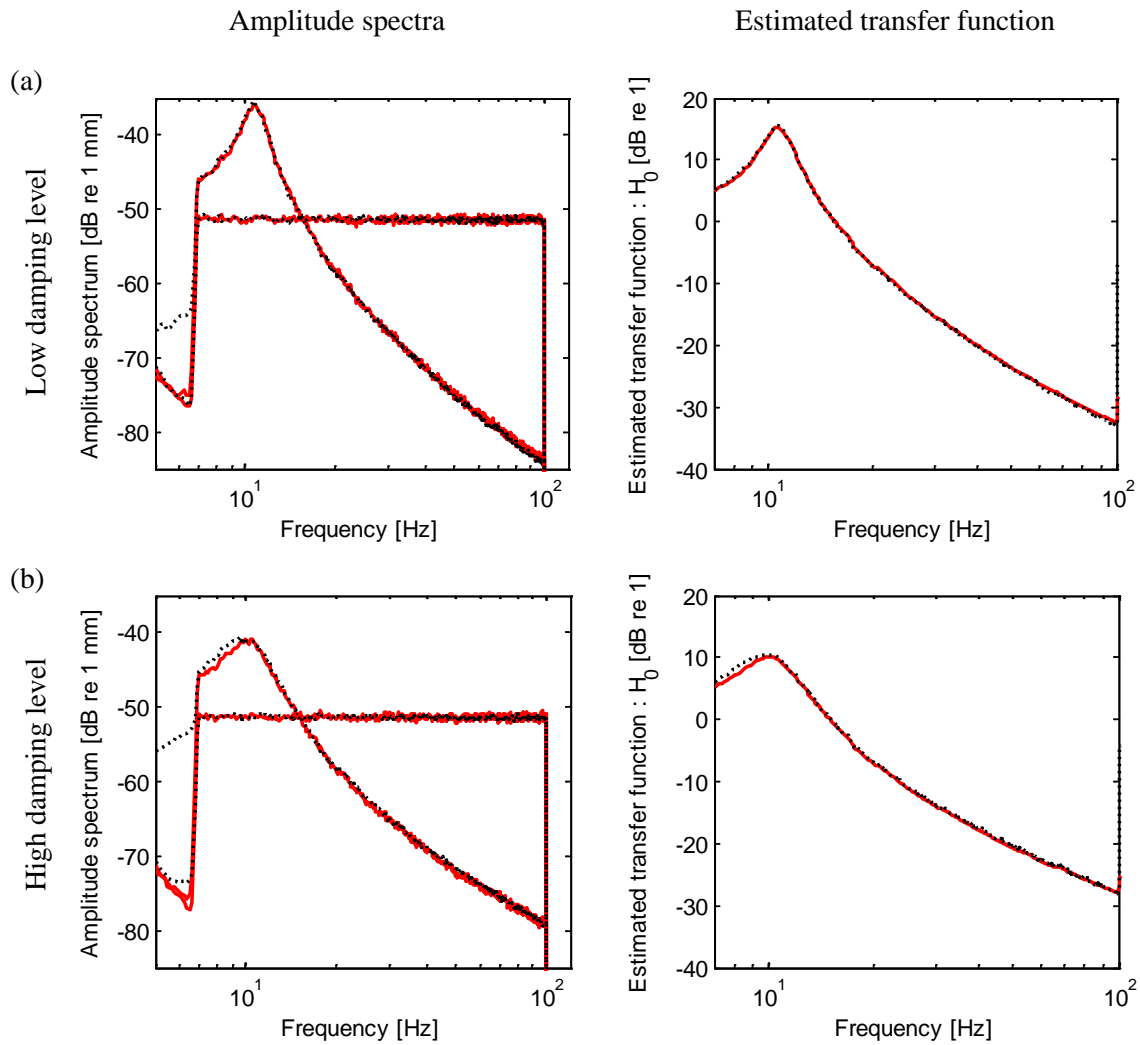 Amplitude spectra
Estimated transfer function
(a)
Low damping level
Amplitude spectrum [dB re 1 mm]
-40
-50
-60
-70
-80
10^1
10^2
Frequency [Hz]
Estimated transfer function : H_0 [dB re 1]
20
10
0
-10
-20
-30
-40
10^1
10^2
Frequency [Hz]
(b)
High damping level
Amplitude spectrum [dB re 1 mm]
-40
-50
-60
-70
-80
10^1
10^2
Frequency [Hz]
Estimated transfer function : H_0 [dB re 1]
20
10
0
-10
-20
-30
-40
10^1
10^2
Frequency [Hz]